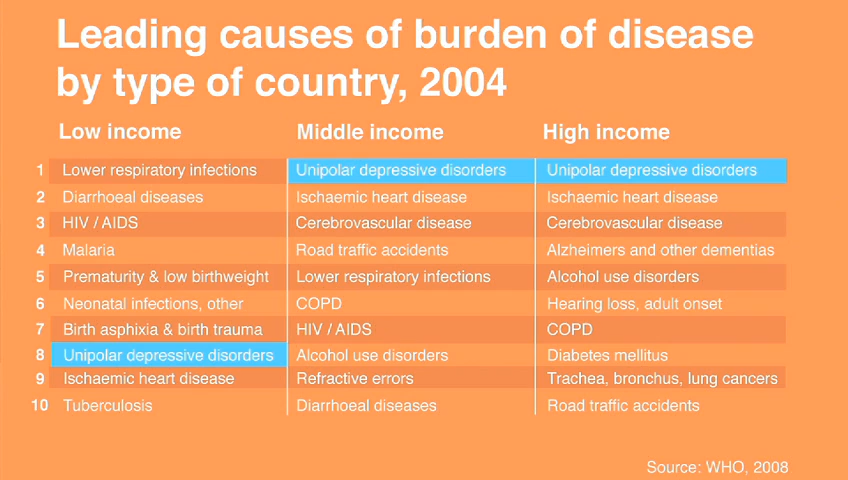 Leading causes of burden of disease
by type of country, 2004
Low income Middle income High income
1 Lower respiratory infections Unipolar depressive disorders Unipolar depressive disorders
2 Diarrhoeal diseases Ischaemic heart disease Ischaemic heart disease
3 HIV / AIDS Cerebrovascular disease Cerebrovascular disease
4 Malaria Road traffic accidents Alzheimers and other dementias
5 Prematurity & low birthweight Lower respiratory infections Alcohol use disorders
6 Neonatal infections, other COPD Hearing loss, adult onset
7 Birth asphyxia & birth trauma HIV / AIDS COPD
8 Unipolar depressive disorders Alcohol use disorders Diabetes mellitus
9 Ischaemic heart disease Refractive errors Trachea, bronchus, lung cancers
10 Tuberculosis Diarrhoeal diseases Road traffic accidents
Source: WHO, 2008